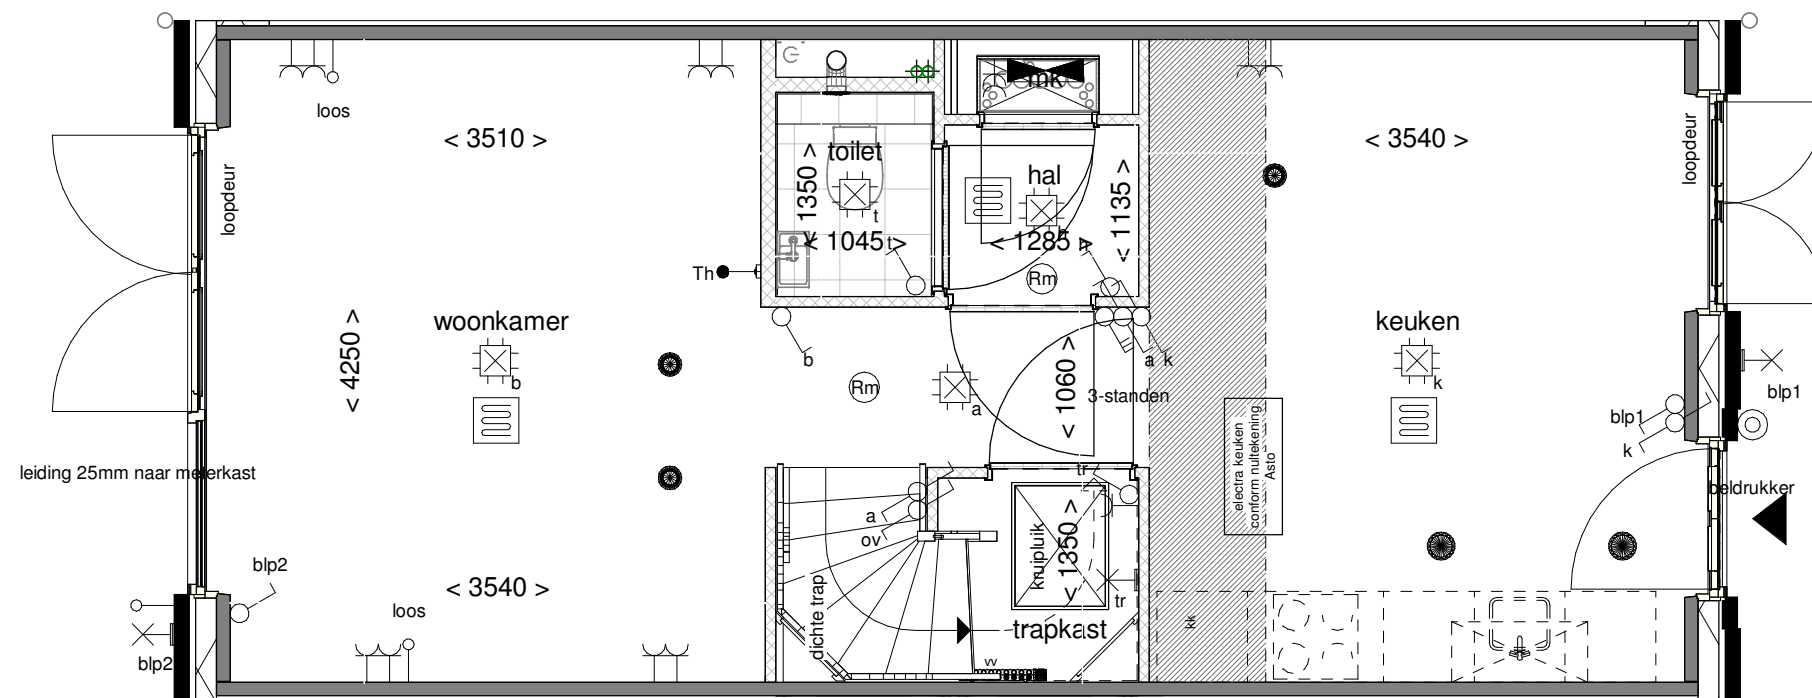 mk
loos
< 3510 >
< 3540 >
toilet
< 1350 >
t
< 1045 >
t
hal
< 1135 >
< 1285 >
Rm
loopdeur
loopdeur
Th
woonkamer
b
b
< 4250 >
Rm
a
< 1060 >
3-standen
a
k
keuken
k
blp1
k
blp1
beldrukker
electra keuken
conform nultekening
Asto
leiding 25mm naar meterkast
tr
a
ov
kruipluik
< 1350 >
tr
blp2
< 3540 >
loos
dichte trap
trapkast
vv
kk
blp2